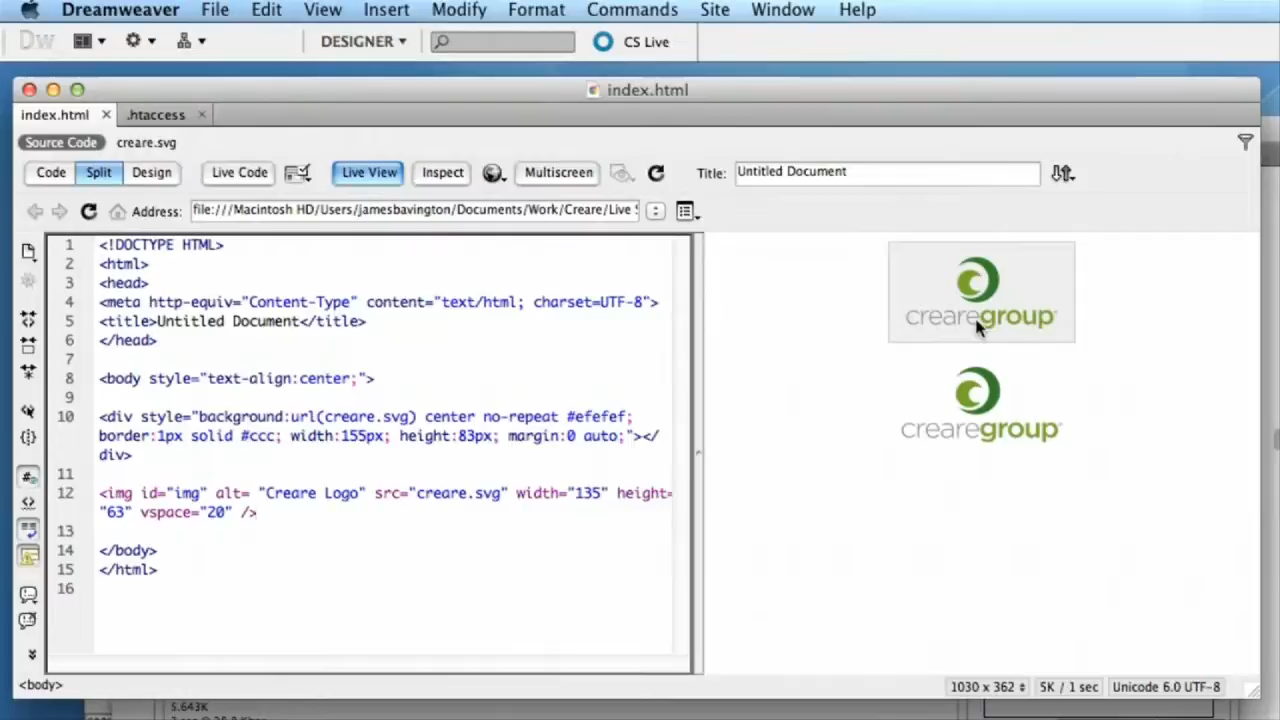 Dreamweaver File Edit View Insert Modify Format Commands Site Window Help
Dw DESIGNER CS Live
index.html
index.html .htaccess
Source Code creare.svg
Code Split Design Live Code Live View Inspect Multiscreen Title: Untitled Document
Address: file:///Macintosh HD/Users/jamesbavington/Documents/Work/Creare/Live
1 <!DOCTYPE HTML>
2 <html>
3 <head>
4 <meta http-equiv="Content-Type" content="text/html; charset=UTF-8">
5 <title>Untitled Document</title>
6 </head>
7
8 <body style="text-align:center;">
9
10 <div style="background:url(creare.svg) center no-repeat #efefef;
border:1px solid #ccc; width:155px; height:83px; margin:0 auto;"></
div>
11
12 <img id="img" alt= "Creare Logo" src="creare.svg" width="135" height=
"63" vspace="20" />
13
14 </body>
15 </html>
16
crearegroup
crearegroup
<body> 1030 x 362 5K / 1 sec Unicode 6.0 UTF-8
5.643K